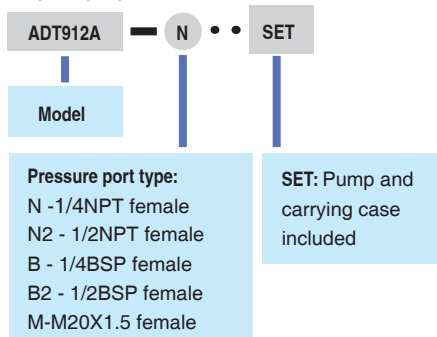 ADT912A — N • • SET
Model
Pressure port type:
N -1/4NPT female
N2 - 1/2NPT female
B - 1/4BSP female
B2 - 1/2BSP female
M-M20X1.5 female
SET: Pump and
carrying case
included